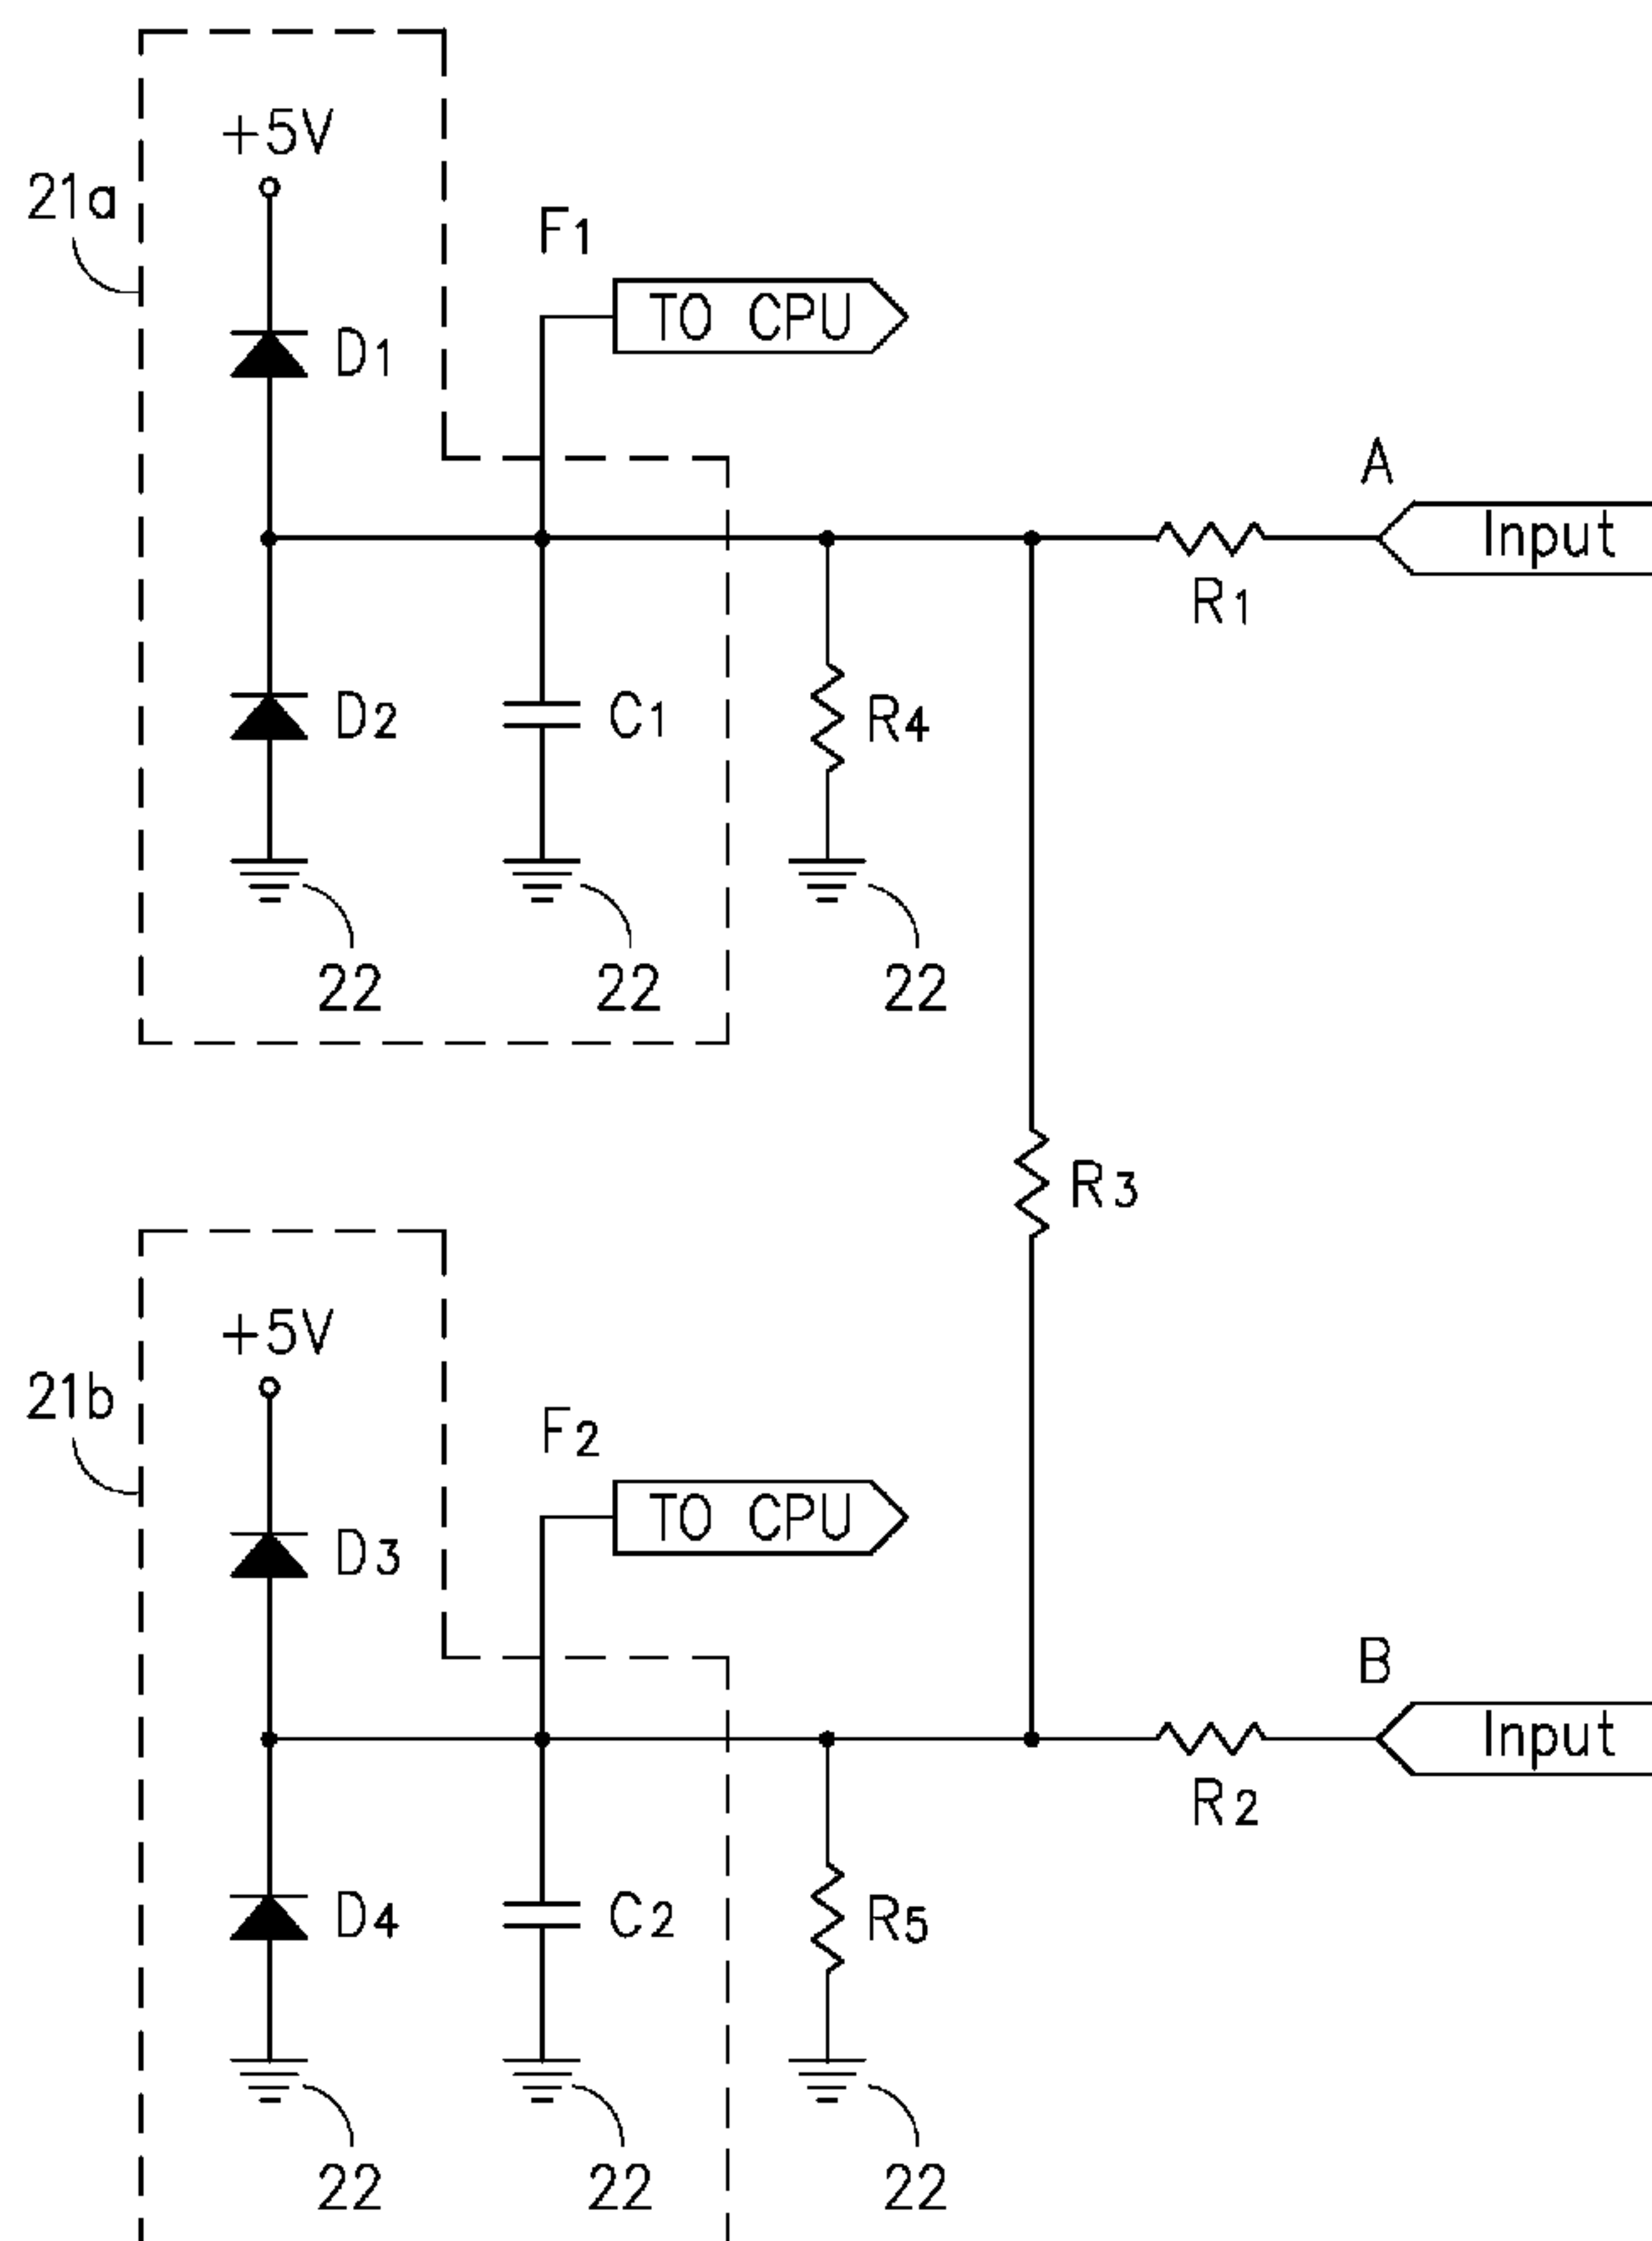 +5V
21a
F1
TO CPU
D1
A
Input
R1
D2
C1
R4
22
22
22
R3
+5V
21b
F2
TO CPU
D3
B
Input
R2
D4
C2
R5
22
22
22